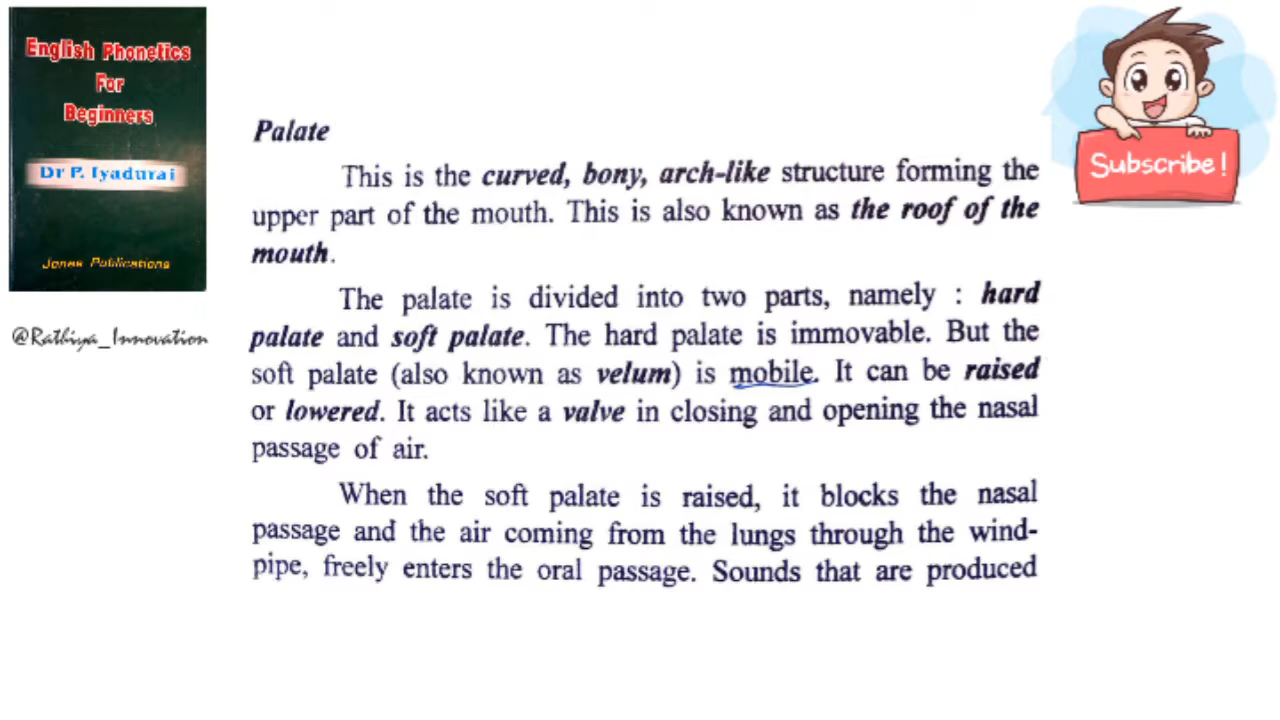 English Phonetics
For
Beginners
Dr P. Iyadurai
Jones Publications
@Rathiya_Innovation
Subscribe!
Palate
This is the curved, bony, arch-like structure forming the
upper part of the mouth. This is also known as the roof of the
mouth.
The palate is divided into two parts, namely : hard
palate and soft palate. The hard palate is immovable. But the
soft palate (also known as velum) is mobile. It can be raised
or lowered. It acts like a valve in closing and opening the nasal
passage of air.
When the soft palate is raised, it blocks the nasal
passage and the air coming from the lungs through the wind-
pipe, freely enters the oral passage. Sounds that are produced